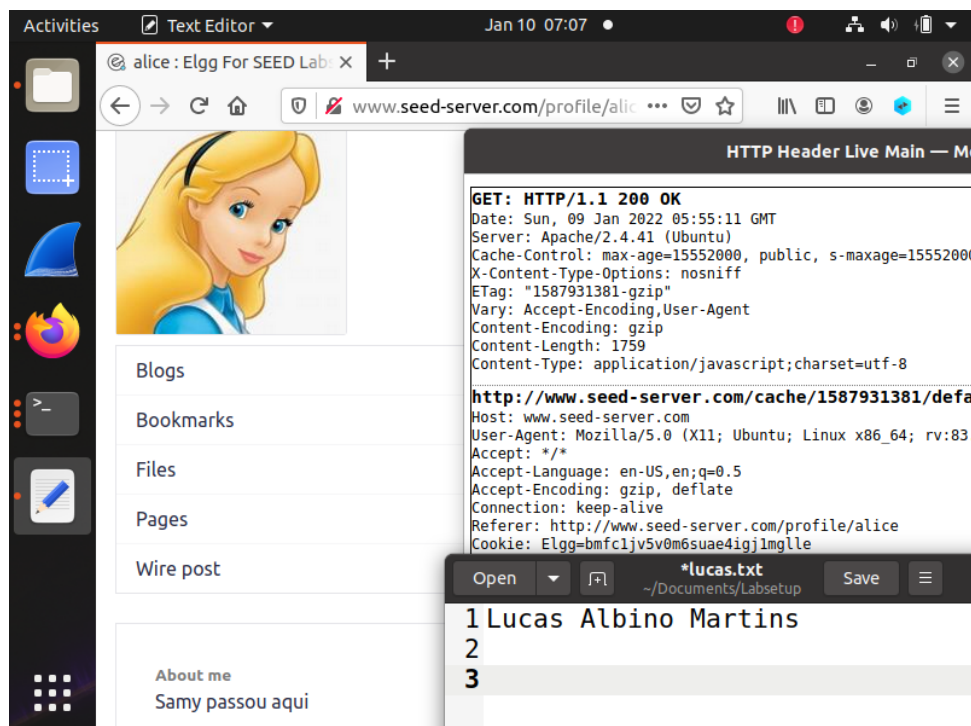 Activities
Text Editor
Jan 10 07:07
alice : Elgg For SEED Labs
www.seed-server.com/profile/alic
HTTP Header Live Main — M
GET: HTTP/1.1 200 OK
Date: Sun, 09 Jan 2022 05:55:11 GMT
Server: Apache/2.4.41 (Ubuntu)
Cache-Control: max-age=15552000, public, s-maxage=15552000
X-Content-Type-Options: nosniff
ETag: "1587931381-gzip"
Vary: Accept-Encoding,User-Agent
Content-Encoding: gzip
Content-Length: 1759
Content-Type: application/javascript;charset=utf-8
http://www.seed-server.com/cache/1587931381/defa
Host: www.seed-server.com
User-Agent: Mozilla/5.0 (X11; Ubuntu; Linux x86_64; rv:83
Accept: */*
Accept-Language: en-US,en;q=0.5
Accept-Encoding: gzip, deflate
Connection: keep-alive
Referer: http://www.seed-server.com/profile/alice
Cookie: Elgg=bmfc1jv5v0m6suae4igj1mglle
Blogs
Bookmarks
Files
Pages
Wire post
About me
Samy passou aqui
Open
*lucas.txt
~/Documents/Labsetup
Save
1 Lucas Albino Martins
2
3